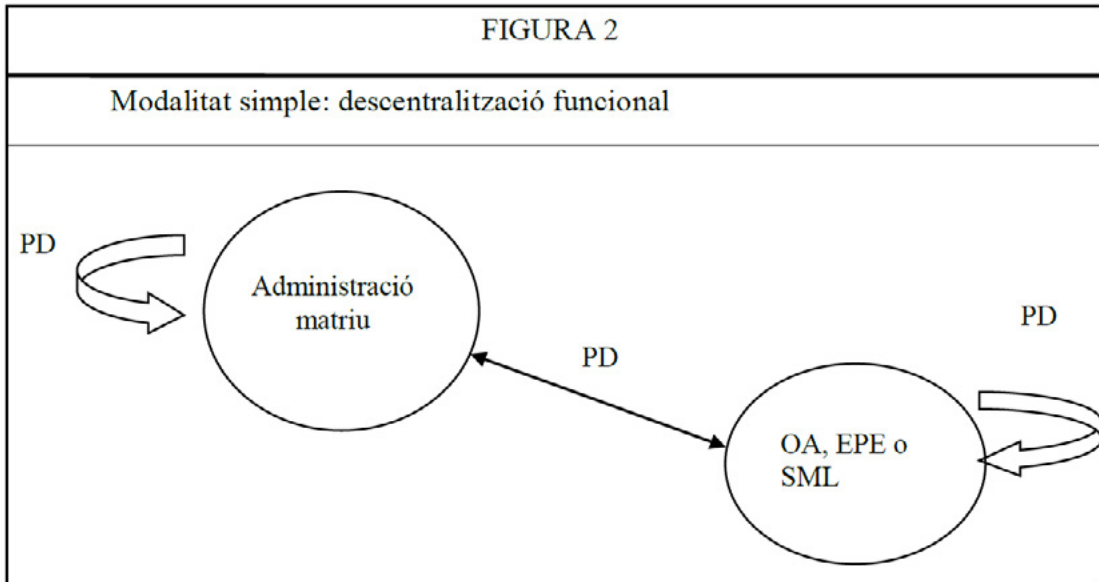 FIGURA 2
Modalitat simple: descentralització funcional
PD
Administració
matriu
PD
PD
OA, EPE o
SML